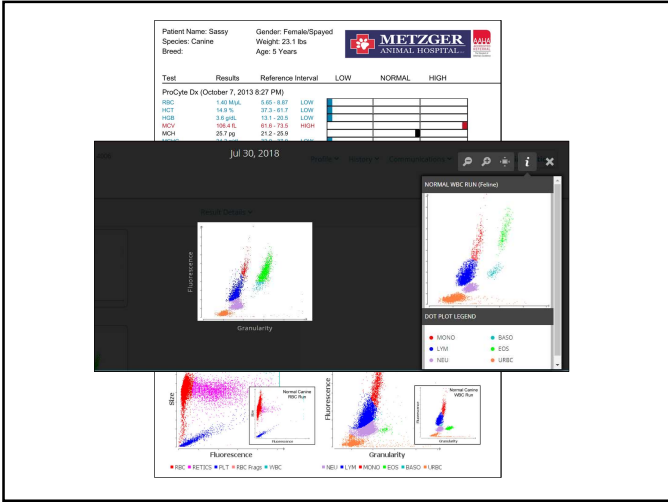 Patient Name: Sassy Gender: Female/Spayed
Species: Canine Weight: 23.1 lbs
Breed: Age: 5 Years
METZGER
ANIMAL HOSPITAL
AAHA
Test Results Reference Interval LOW NORMAL HIGH
ProCyte Dx (October 7, 2013 8:27 PM)
RBC 1.40 M/µL 5.65 - 8.87 LOW
HCT 14.9 % 37.3 - 61.7 LOW
HGB 3.6 g/dL 13.1 - 20.5 LOW
MCV 106.4 fL 61.6 - 73.5 HIGH
MCH 25.7 pg 21.2 - 25.9
Jul 30, 2018
i
NORMAL WBC RUN (Feline)
Fluorescence
Granularity
DOT PLOT LEGEND
MONO BASO
LYM EOS
NEU URBC
Size
Normal Canine
RBC Run
Fluorescence
Fluorescence
RBC RETICS PLT RBC Frags WBC
Fluorescence
Normal Canine
WBC Run
Granularity
Granularity
NEU LYM MONO EOS BASO URBC